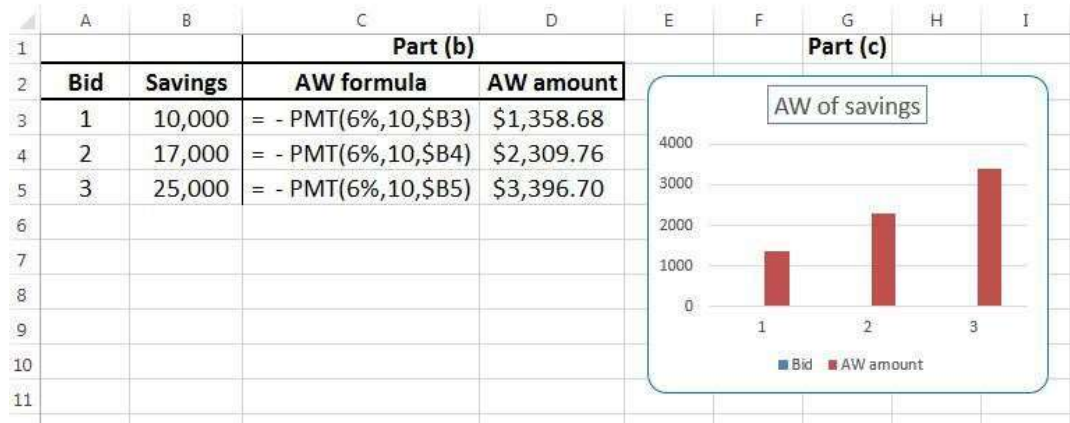 A B C D E F G H I
1 Part (b) Part (c)
2 Bid Savings AW formula AW amount
3 1 10,000 = - PMT(6%,10,$B3) $1,358.68
4 2 17,000 = - PMT(6%,10,$B4) $2,309.76
5 3 25,000 = - PMT(6%,10,$B5) $3,396.70
6
7
8
9
10
11
AW of savings
4000
3000
2000
1000
0
1 2 3
Bid AW amount